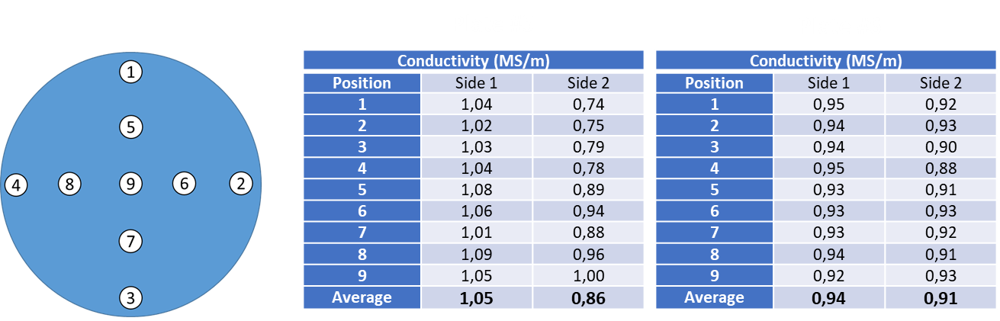 1
5
4 8 9 6 2
7
3
Conductivity (MS/m)
Position Side 1 Side 2
1 1,04 0,74
2 1,02 0,75
3 1,03 0,79
4 1,04 0,78
5 1,08 0,89
6 1,06 0,94
7 1,01 0,88
8 1,09 0,96
9 1,05 1,00
Average 1,05 0,86
Conductivity (MS/m)
Position Side 1 Side 2
1 0,95 0,92
2 0,94 0,93
3 0,94 0,90
4 0,95 0,88
5 0,93 0,91
6 0,93 0,93
7 0,93 0,92
8 0,94 0,91
9 0,92 0,93
Average 0,94 0,91